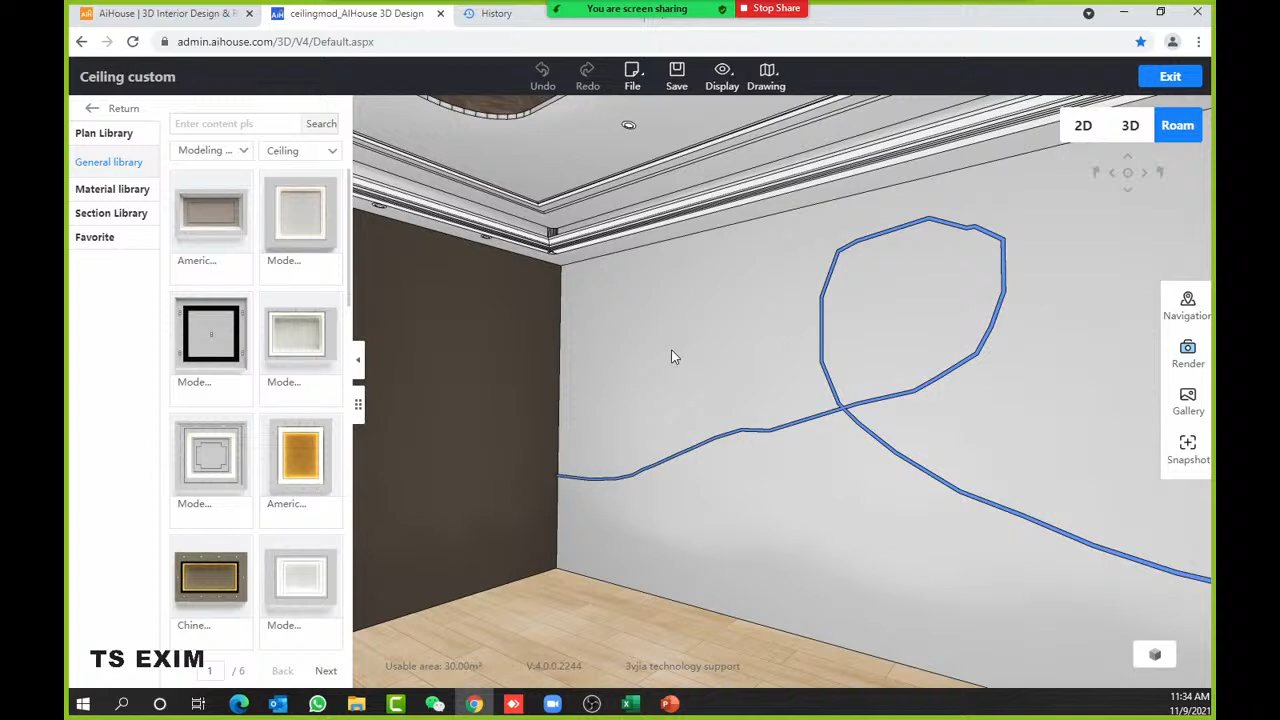 You are screen sharing
Stop Share
AiHouse | 3D Interior Design & R
ceilingmod_AIHouse 3D Design
History
admin.aihouse.com/3D/V4/Default.aspx
Ceiling custom
Undo
Redo
File
Save
Display
Drawing
Exit
Return
Plan Library
General library
Material library
Section Library
Favorite
Enter content pls
Search
Modeling ...
Ceiling
Americ...
Mode...
Mode...
Mode...
Mode...
Americ...
Chine...
Mode...
1 / 6
Back
Next
2D
3D
Roam
Navigation
Render
Gallery
Snapshot
Usable area: 30.00m²
V:4.0.0.2244
3vjia technology support
TS EXIM
11:34 AM
11/9/2021